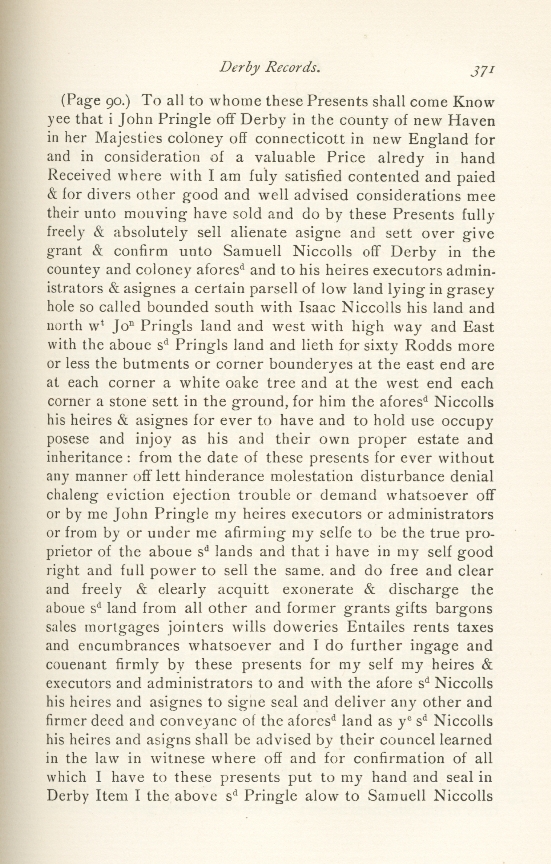 Derby Records. 371
(Page 90.) To all to whome these Presents shall come Know
yee that i John Pringle off Derby in the county of new Haven
in her Majesties coloney off connecticott in new England for
and in consideration of a valuable Price alredy in hand
Received where with I am fuly satisfied contented and paied
& for divers other good and well advised considerations mee
their unto mouving have sold and do by these Presents fully
freely & absolutely sell alienate asigne and sett over give
grant & confirm unto Samuell Niccolls off Derby in the
countey and coloney aforesᵈ and to his heires executors admin-
istrators & asignes a certain parsell of low land lying in grasey
hole so called bounded south with Isaac Niccolls his land and
north wᵗ Joⁿ Pringls land and west with high way and East
with the aboue sᵈ Pringls land and lieth for sixty Rodds more
or less the butments or corner bounderyes at the east end are
at each corner a white oake tree and at the west end each
corner a stone sett in the ground, for him the aforesᵈ Niccolls
his heires & asignes for ever to have and to hold use occupy
posese and injoy as his and their own proper estate and
inheritance : from the date of these presents for ever without
any manner off lett hinderance molestation disturbance denial
chaleng eviction ejection trouble or demand whatsoever off
or by me John Pringle my heires executors or administrators
or from by or under me afirming my selfe to be the true pro-
prietor of the aboue sᵈ lands and that i have in my self good
right and full power to sell the same. and do free and clear
and freely & clearly acquitt exonerate & discharge the
aboue sᵈ land from all other and former grants gifts bargons
sales mortgages jointers wills doweries Entailes rents taxes
and encumbrances whatsoever and I do further ingage and
couenant firmly by these presents for my self my heires &
executors and administrators to and with the afore sᵈ Niccolls
his heires and asignes to signe seal and deliver any other and
firmer deed and conveyanc of the aforesᵈ land as yᵉ sᵈ Niccolls
his heires and asigns shall be advised by their councel learned
in the law in witnese where off and for confirmation of all
which I have to these presents put to my hand and seal in
Derby Item I the above sᵈ Pringle alow to Samuell Niccolls